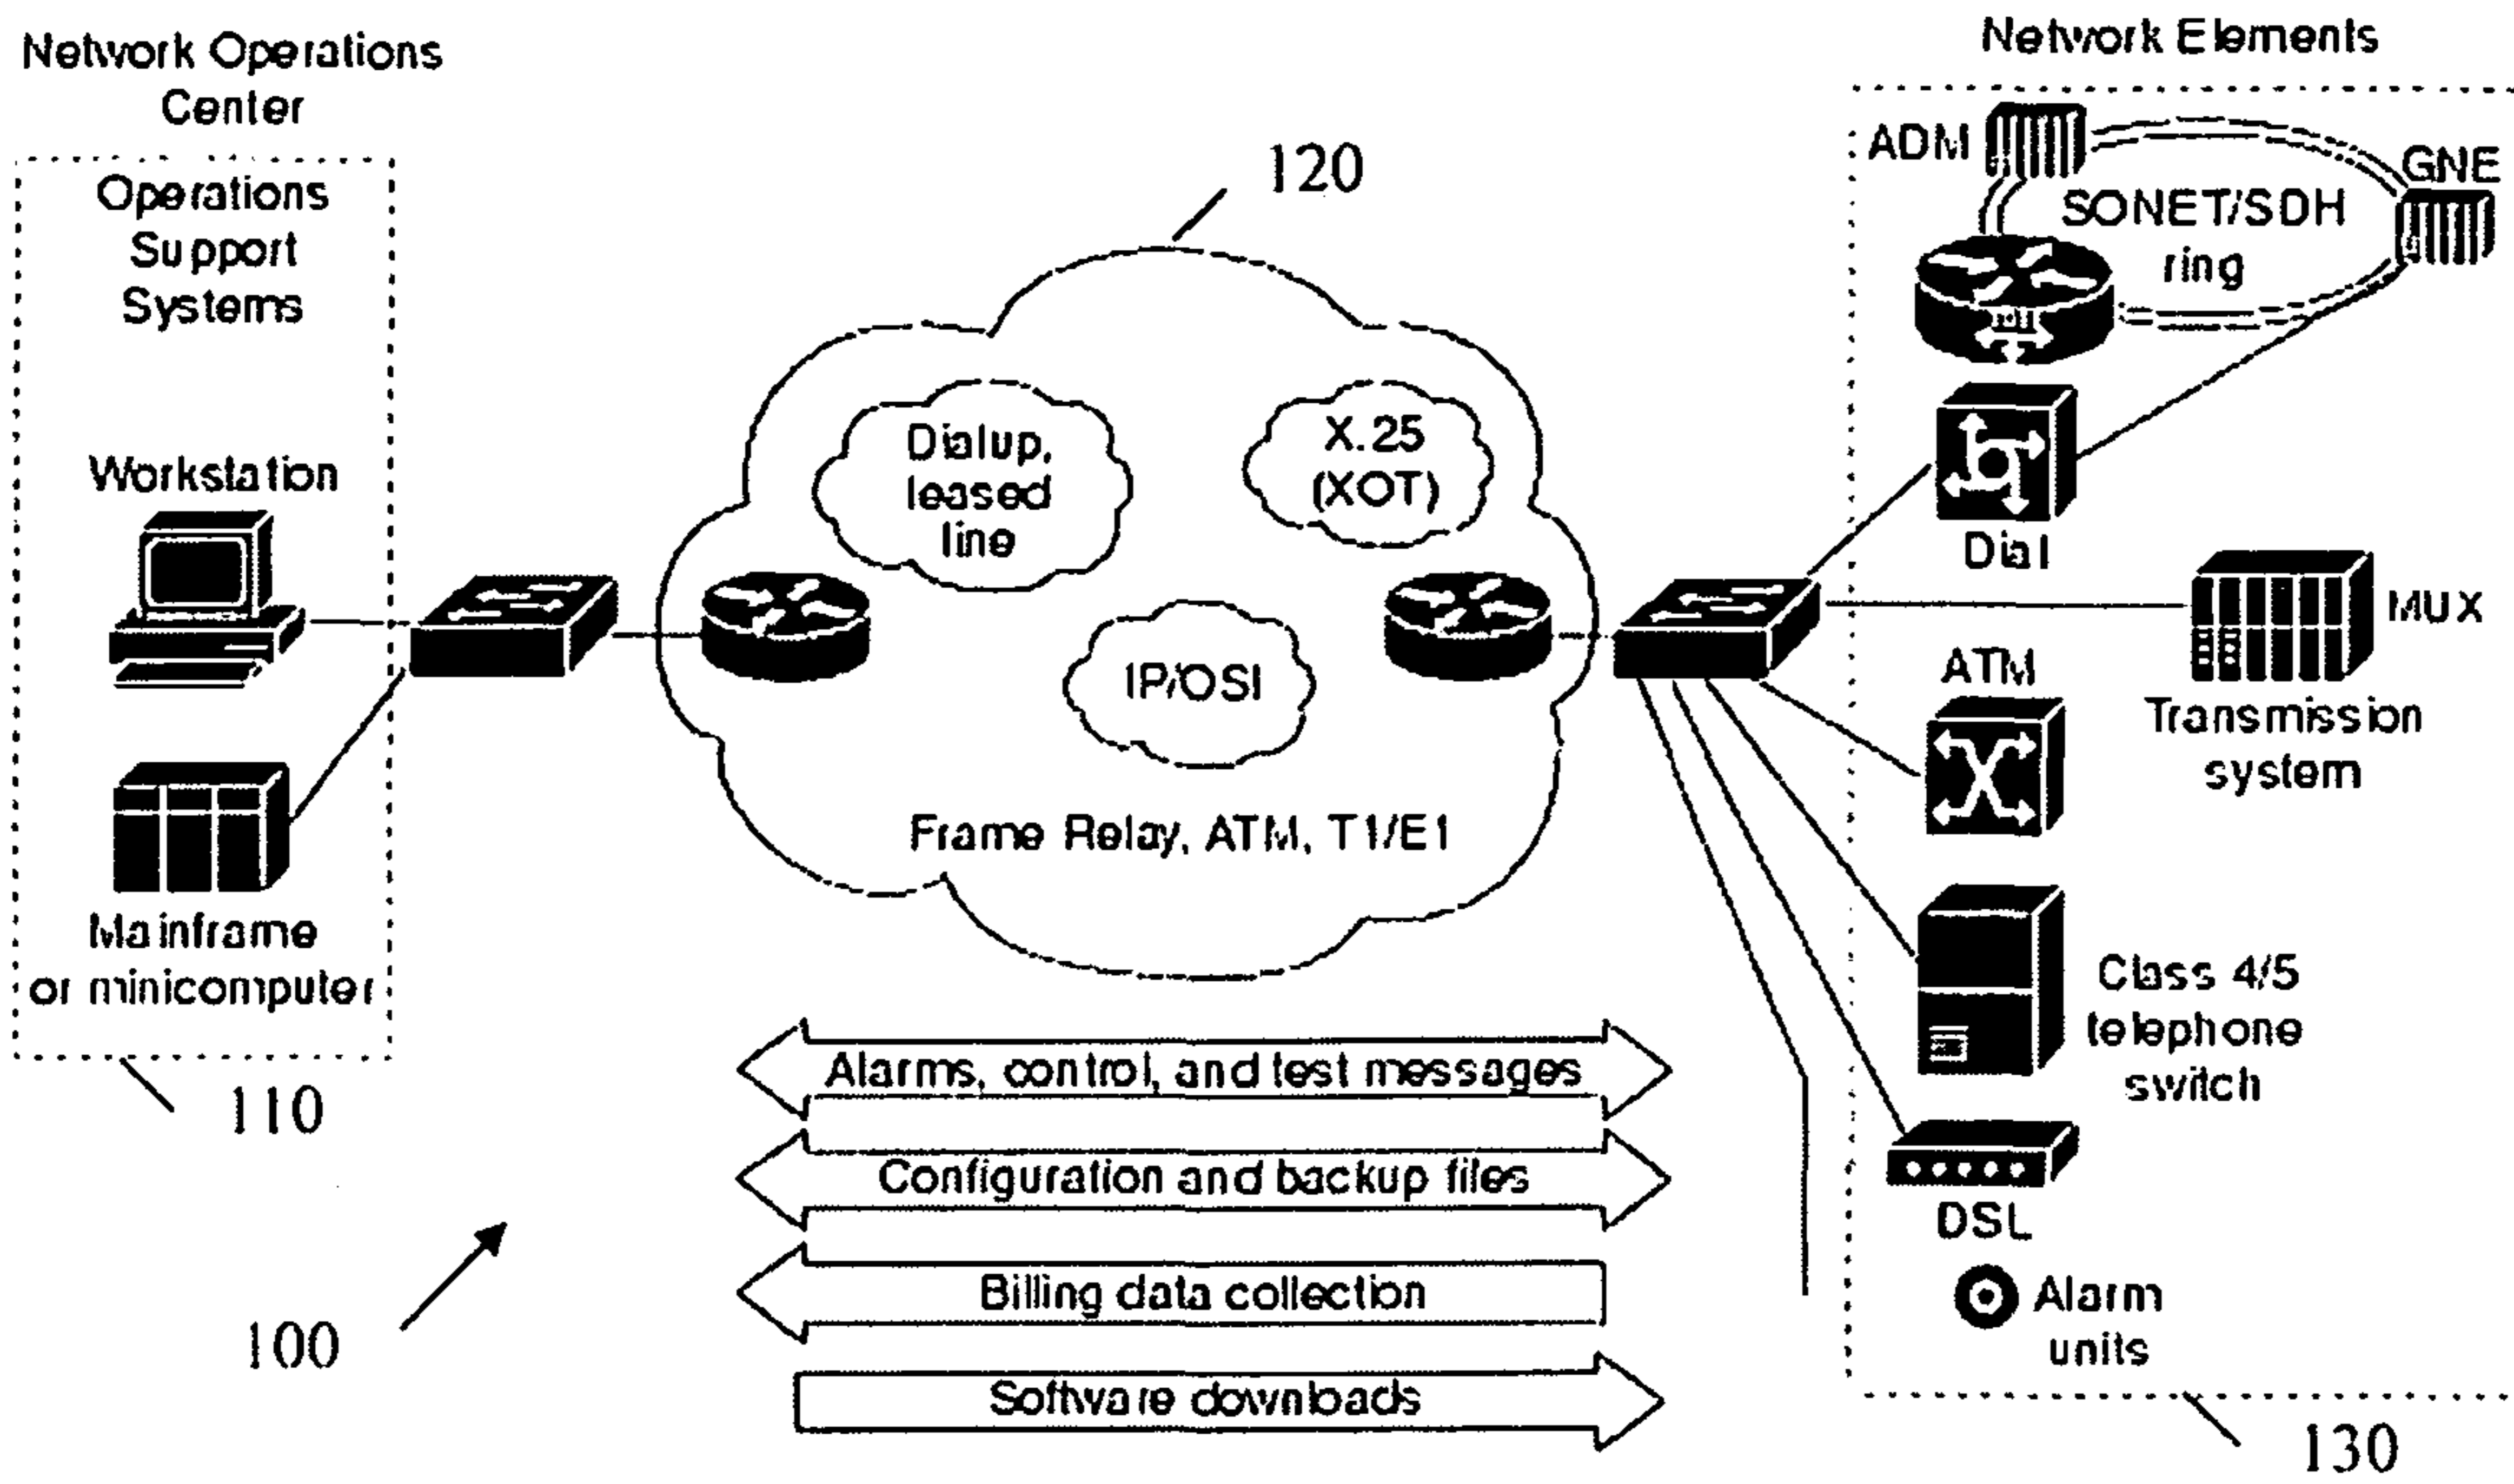 Network Operations
Center
Operations
Support
Systems
Workstation
Mainframe
or minicomputer
110
100
120
Dialup,
leased
line
X.25
(XOT)
IP/OSI
Frame Relay, ATM, T1/E1
Alarms, control, and test messages
Configuration and backup files
Billing data collection
Software downloads
Network Elements
ADM
GNE
SONET/SDH
ring
Dial
MUX
Transmission
system
ATM
Class 4/5
telephone
switch
DSL
Alarm
units
130